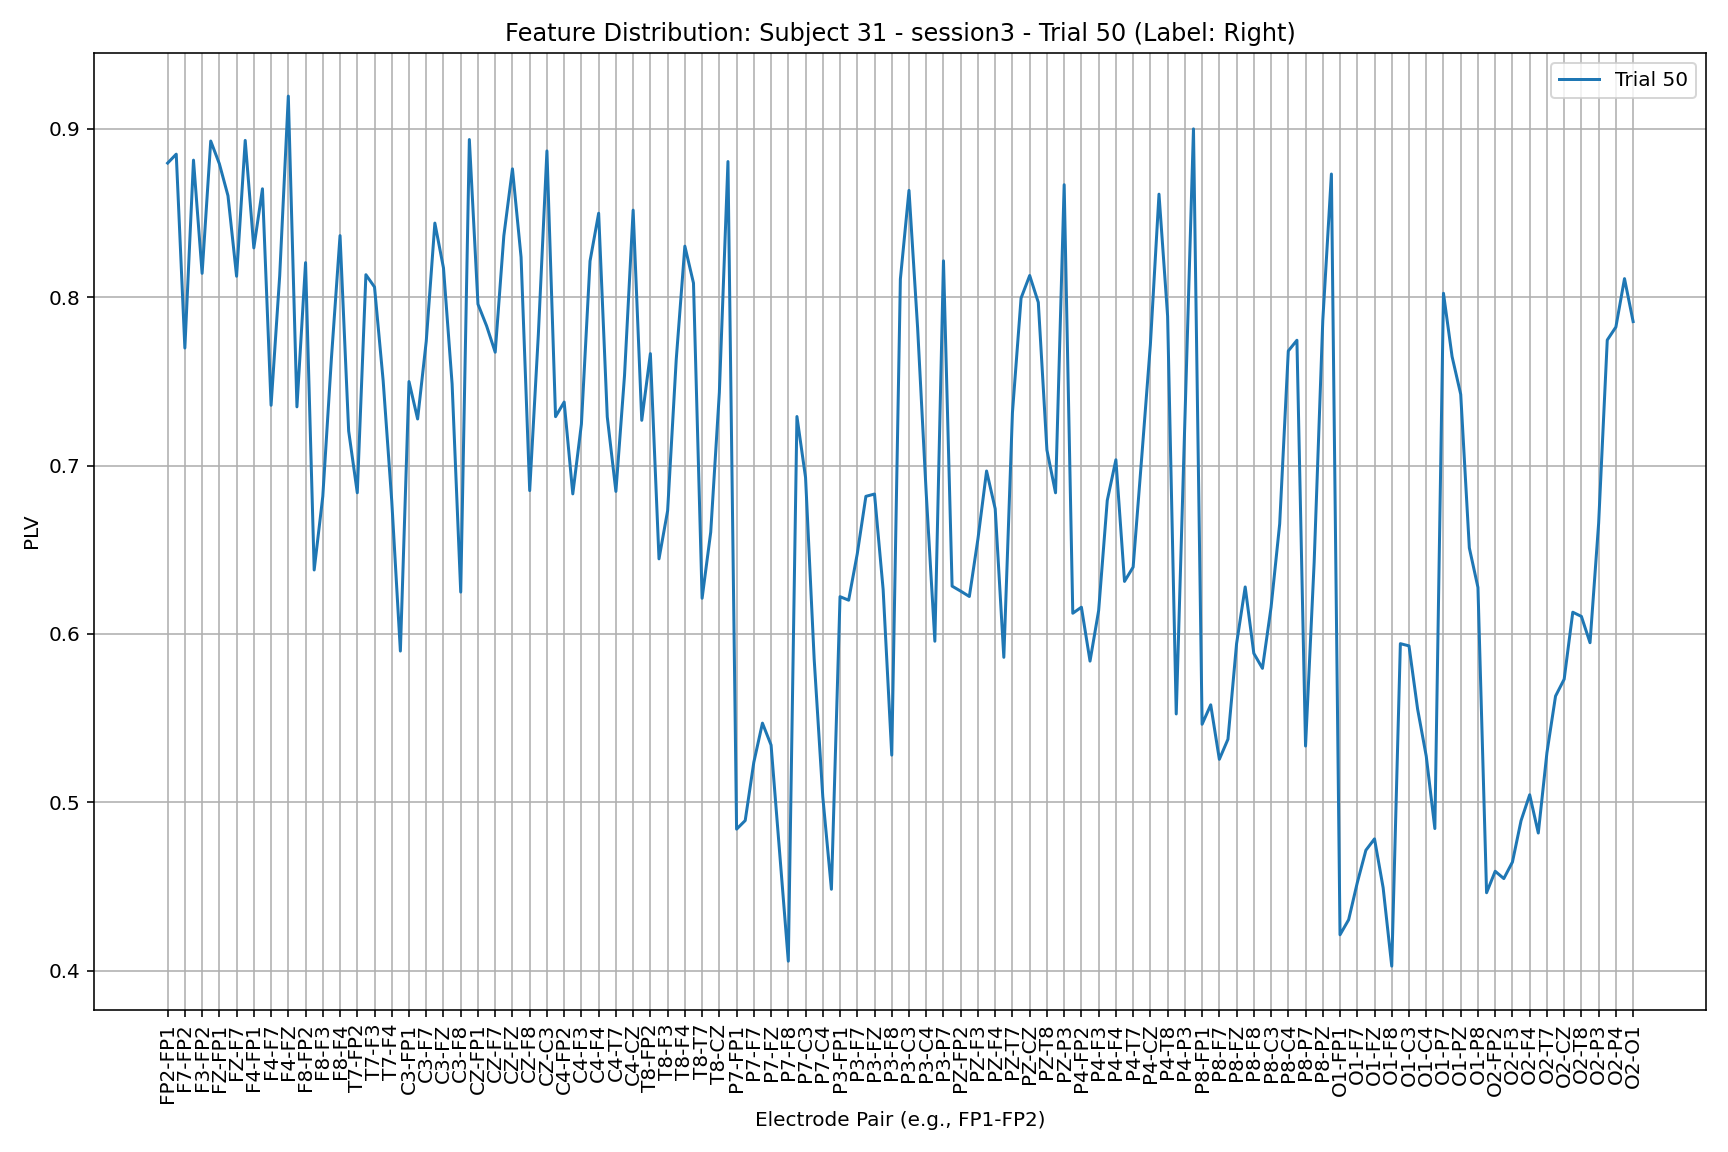 Feature Distribution: Subject 31 - session3 - Trial 50 (Label: Right)
Trial 50
PLV
0.9
0.8
0.7
0.6
0.5
0.4
FP2-FP1
F7-FP2
F3-FP2
FZ-FP1
FZ-F7
F4-FP1
F4-F7
F4-FZ
F8-FP2
F8-F3
F8-F4
T7-FP2
T7-F3
T7-F4
C3-FP1
C3-F7
C3-FZ
C3-F8
CZ-FP1
CZ-F7
CZ-FZ
CZ-F8
CZ-C3
C4-FP2
C4-F3
C4-F4
C4-T7
C4-CZ
T8-FP2
T8-F3
T8-F4
T8-T7
T8-CZ
P7-FP1
P7-F7
P7-FZ
P7-F8
P7-C3
P7-C4
P3-FP1
P3-F7
P3-FZ
P3-F8
P3-C3
P3-C4
P3-P7
PZ-FP2
PZ-F3
PZ-F4
PZ-T7
PZ-CZ
PZ-T8
PZ-P3
P4-FP2
P4-F3
P4-F4
P4-T7
P4-CZ
P4-T8
P4-P3
P8-FP1
P8-F7
P8-FZ
P8-F8
P8-C3
P8-C4
P8-P7
P8-PZ
O1-FP1
O1-F7
O1-FZ
O1-F8
O1-C3
O1-C4
O1-P7
O1-PZ
O1-P8
O2-FP2
O2-F3
O2-F4
O2-T7
O2-CZ
O2-T8
O2-P3
O2-P4
O2-O1
Electrode Pair (e.g., FP1-FP2)